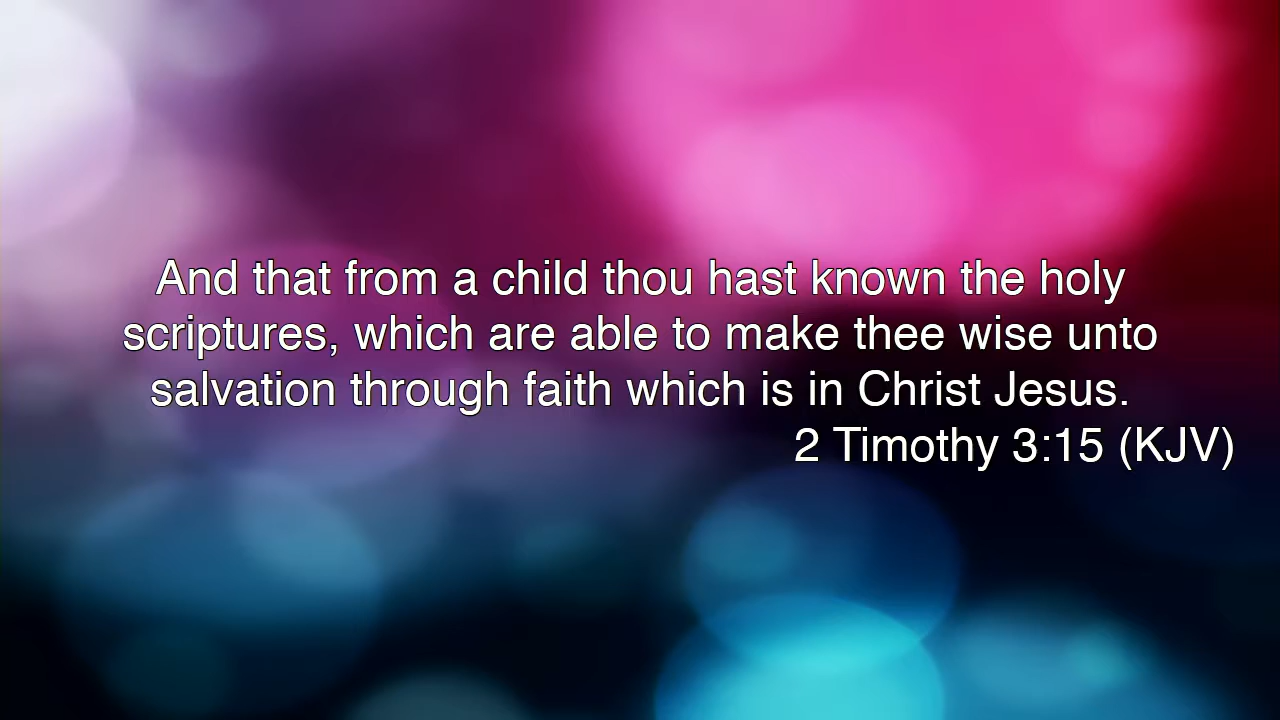 And that from a child thou hast known the holy
scriptures, which are able to make thee wise unto
salvation through faith which is in Christ Jesus.
2 Timothy 3:15 (KJV)